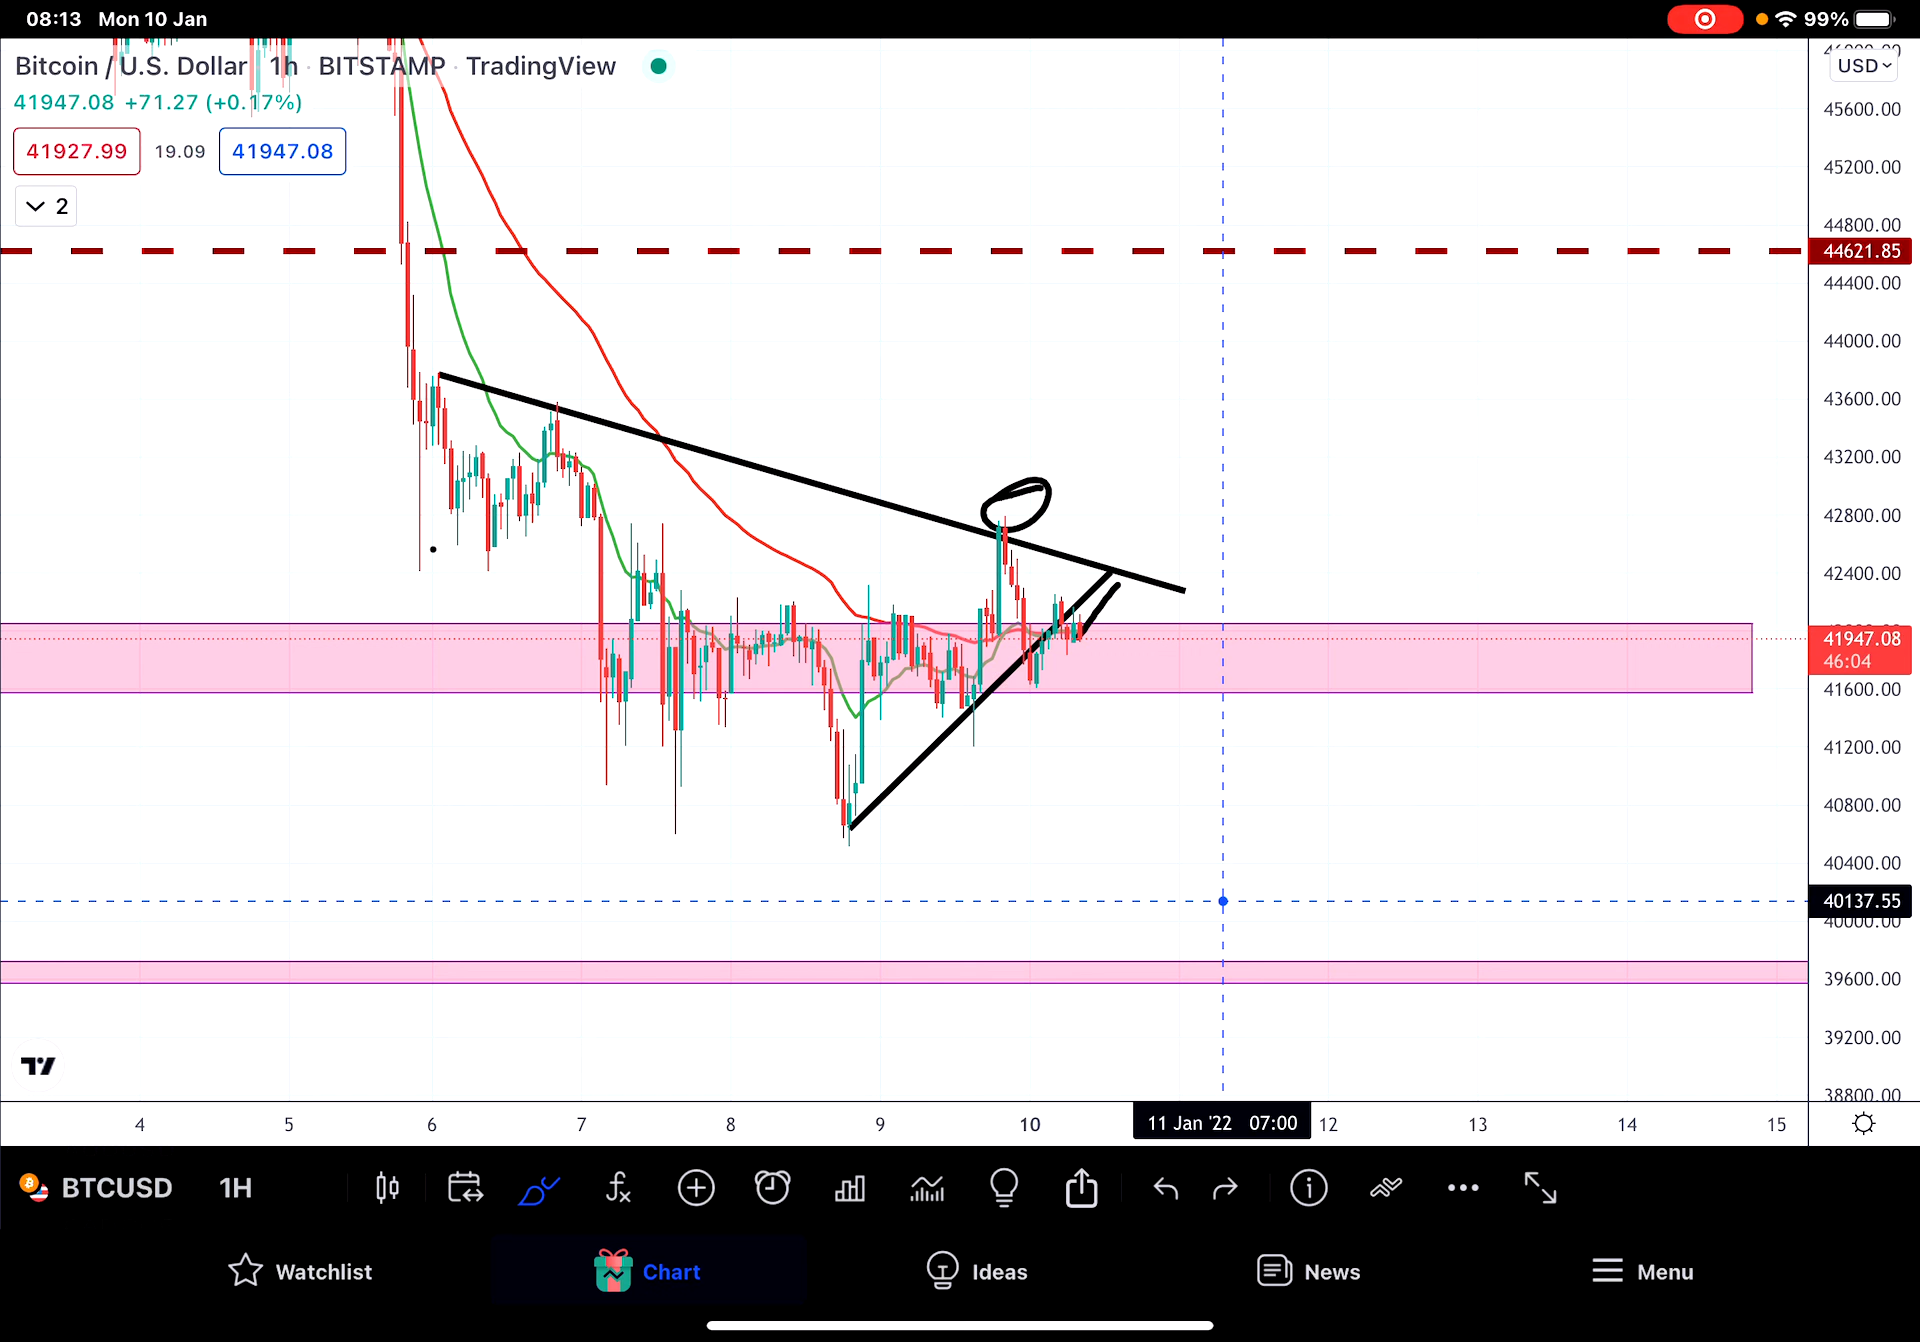 08:13 Mon 10 Jan 99%
Bitcoin / U.S. Dollar 1h · BITSTAMP · TradingView
USD
41947.08 +71.27 (+0.17%)
41927.99 19.09 41947.08
2
45600.00
45200.00
44800.00
44621.85
44400.00
44000.00
43600.00
43200.00
42800.00
42400.00
41947.08
46:04
41600.00
41200.00
40800.00
40400.00
40137.55
40000.00
39600.00
39200.00
38800.00
4 5 6 7 8 9 10 11 Jan '22 07:00 12 13 14 15
BTCUSD 1H
Watchlist Chart Ideas News Menu